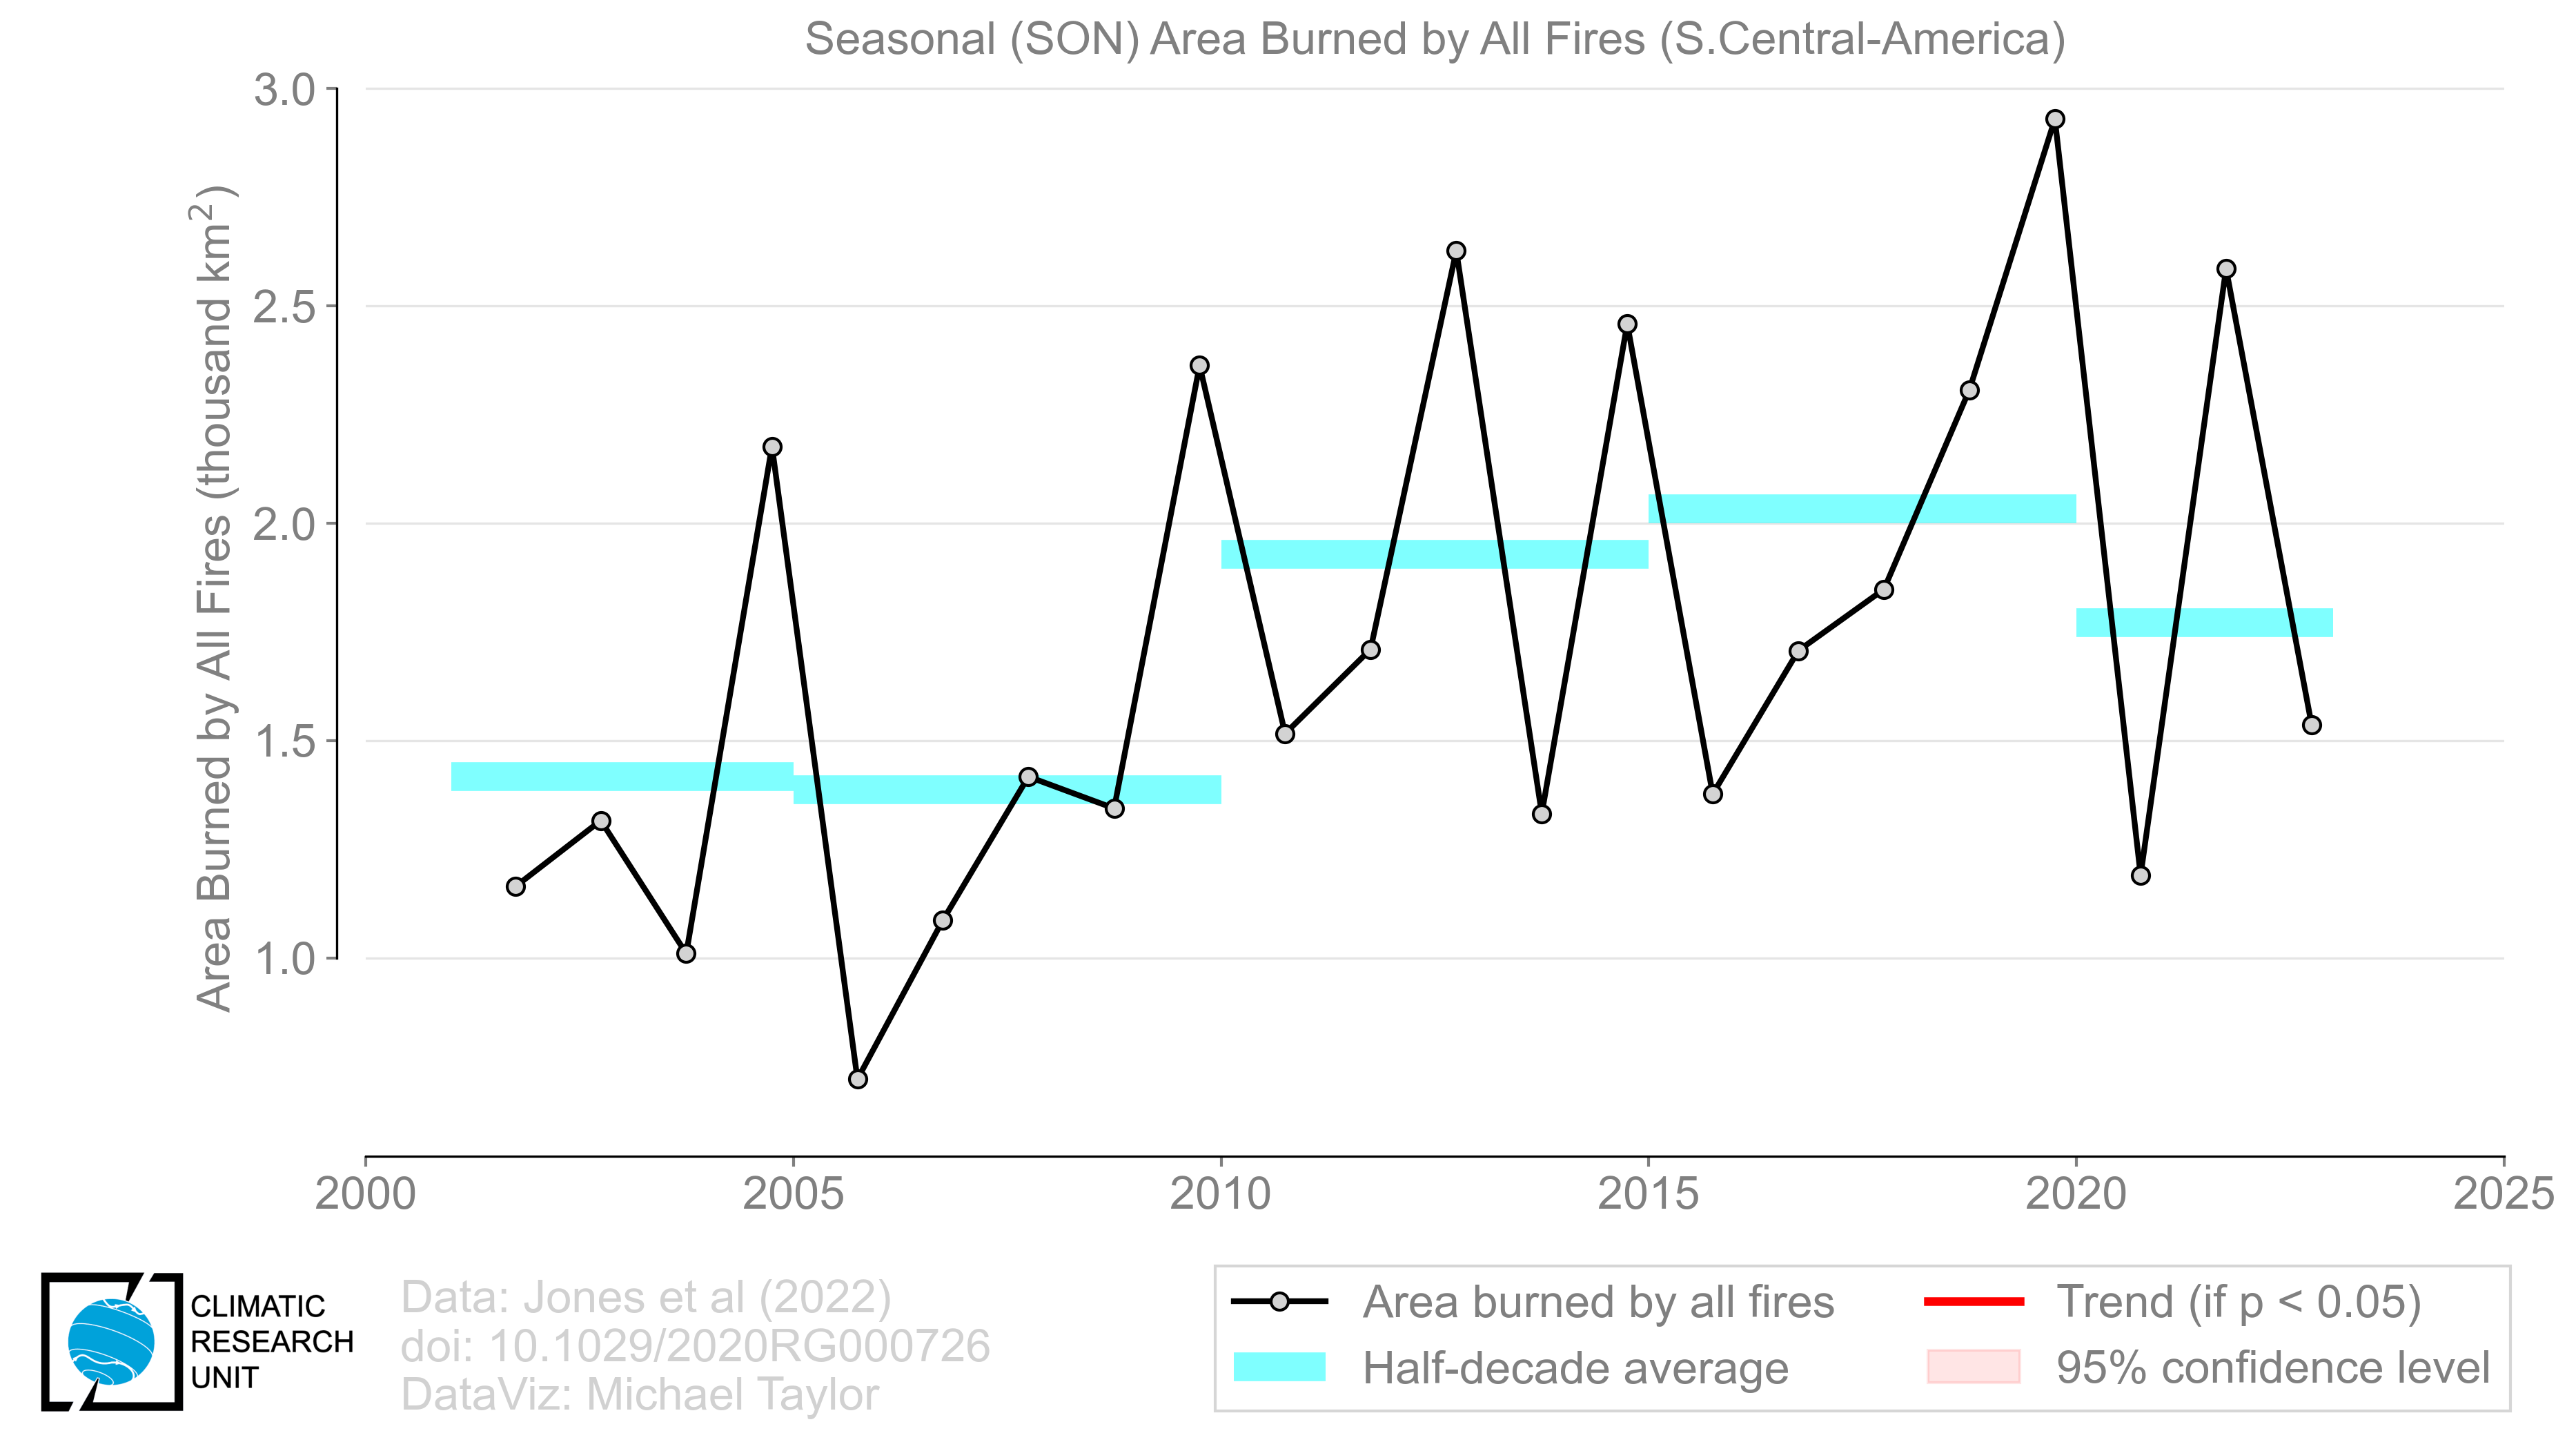 Seasonal (SON) Area Burned by All Fires (S.Central-America)
Area Burned by All Fires (thousand km²)
3.0
2.5
2.0
1.5
1.0
2000
2005
2010
2015
2020
2025
CLIMATIC
RESEARCH
UNIT
Data: Jones et al (2022)
doi: 10.1029/2020RG000726
DataViz: Michael Taylor
Area burned by all fires
Half-decade average
Trend (if p < 0.05)
95% confidence level